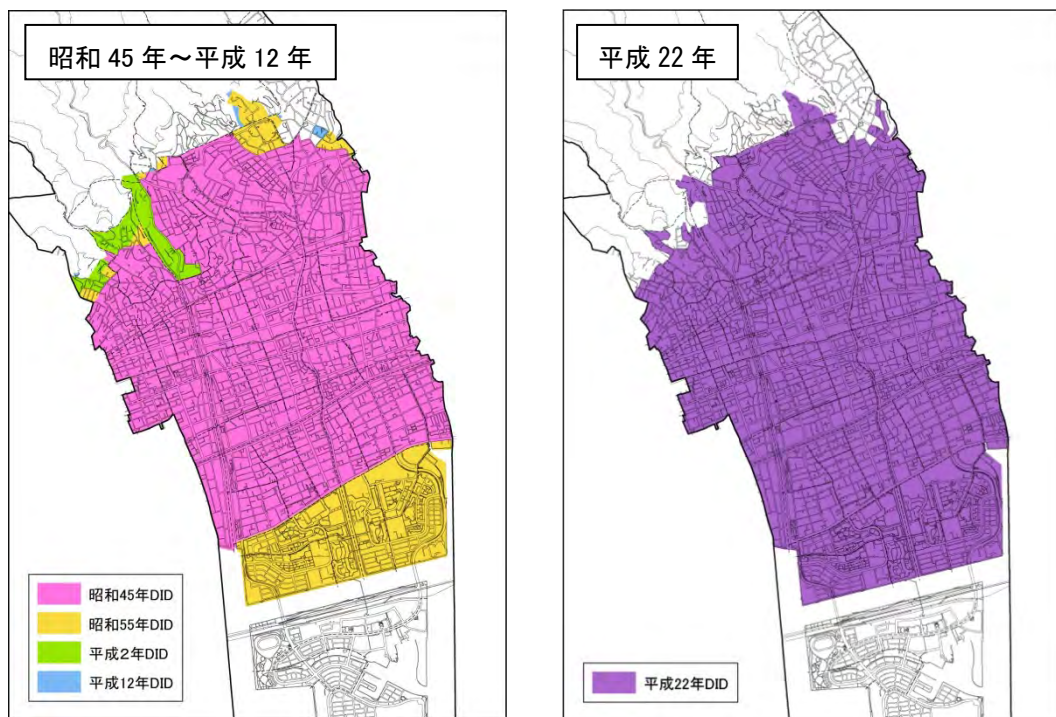 昭和 45 年～平成 12 年
昭和45年DID
昭和55年DID
平成2年DID
平成12年DID
平成 22 年
平成22年DID